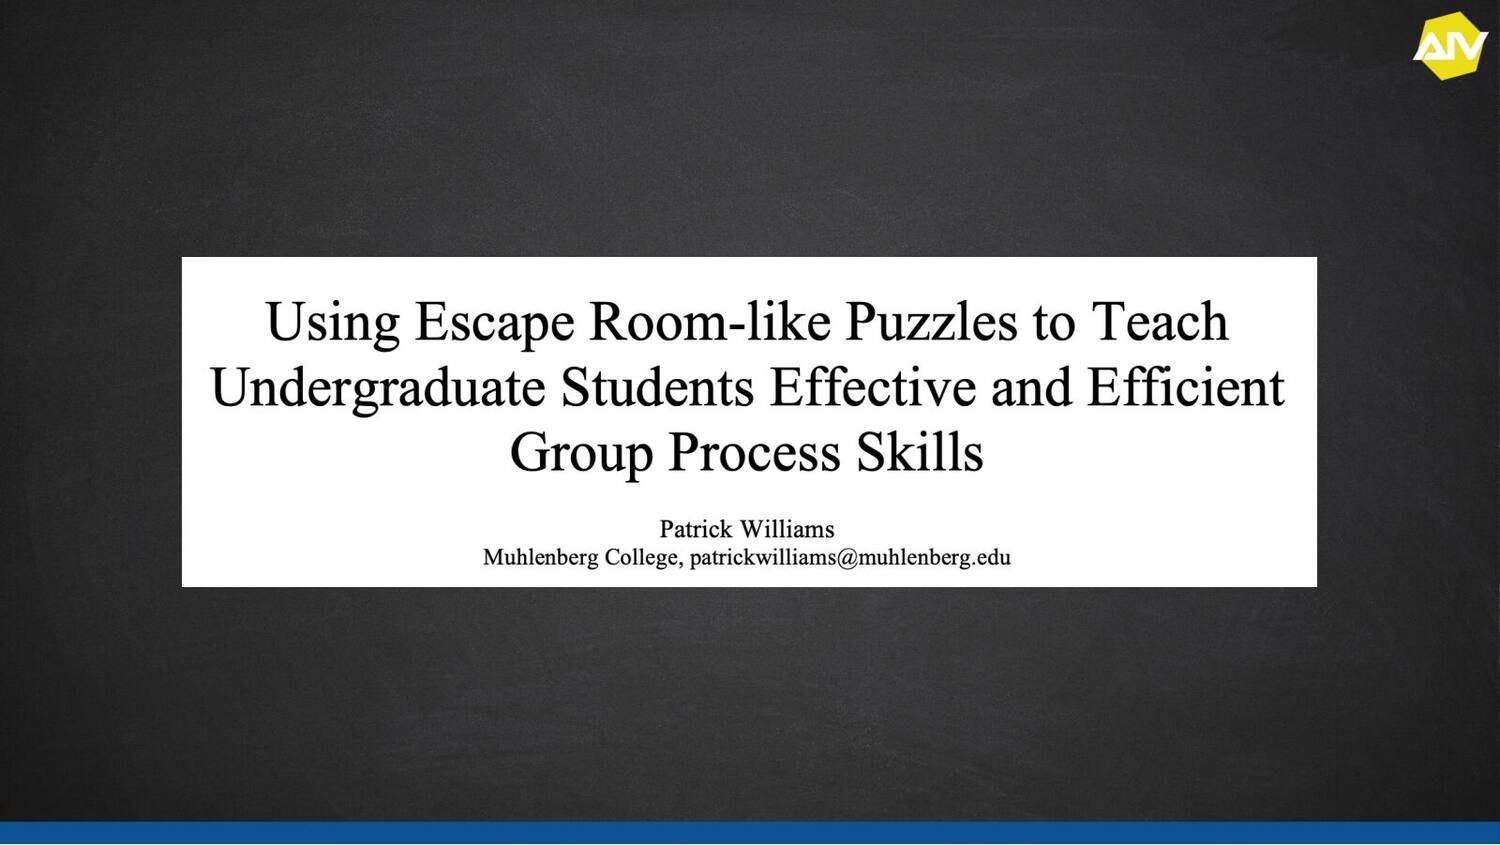 AIV
Using Escape Room-like Puzzles to Teach
Undergraduate Students Effective and Efficient
Group Process Skills
Patrick Williams
Muhlenberg College, patrickwilliams@muhlenberg.edu